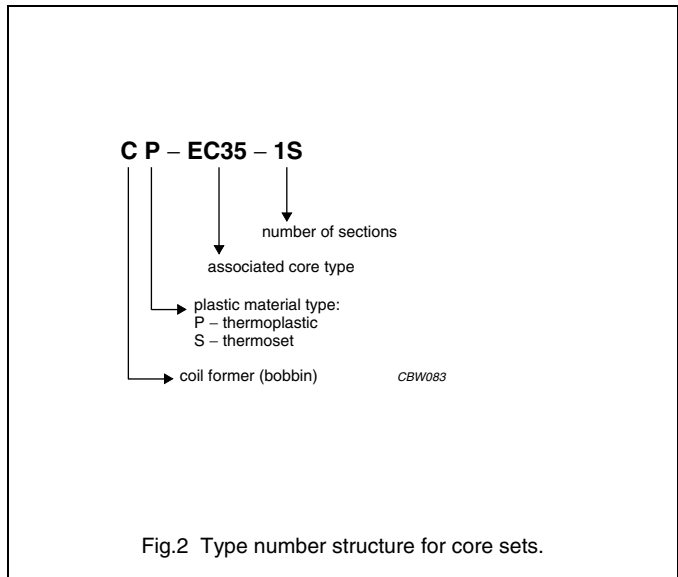 C P – EC35 – 1S
number of sections
associated core type
plastic material type:
P – thermoplastic
S – thermoset
coil former (bobbin) CBW083
Fig.2 Type number structure for core sets.